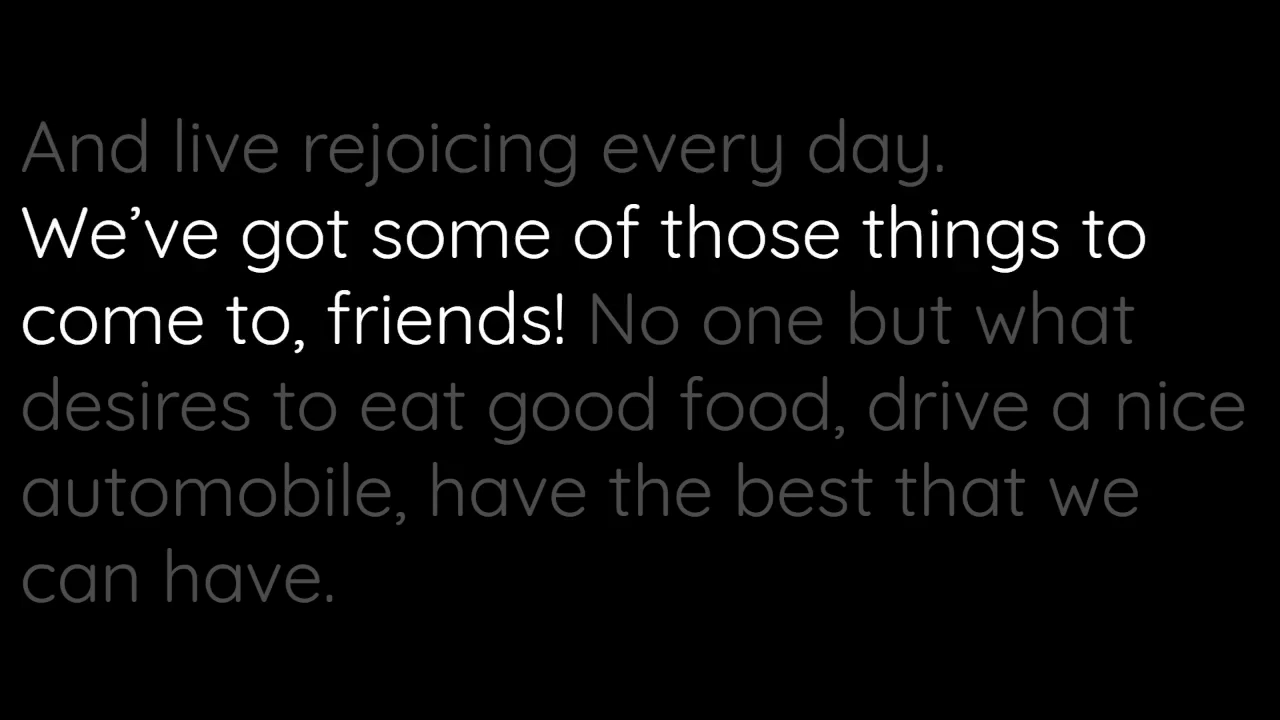 And live rejoicing every day.
We’ve got some of those things to
come to, friends! No one but what
desires to eat good food, drive a nice
automobile, have the best that we
can have.